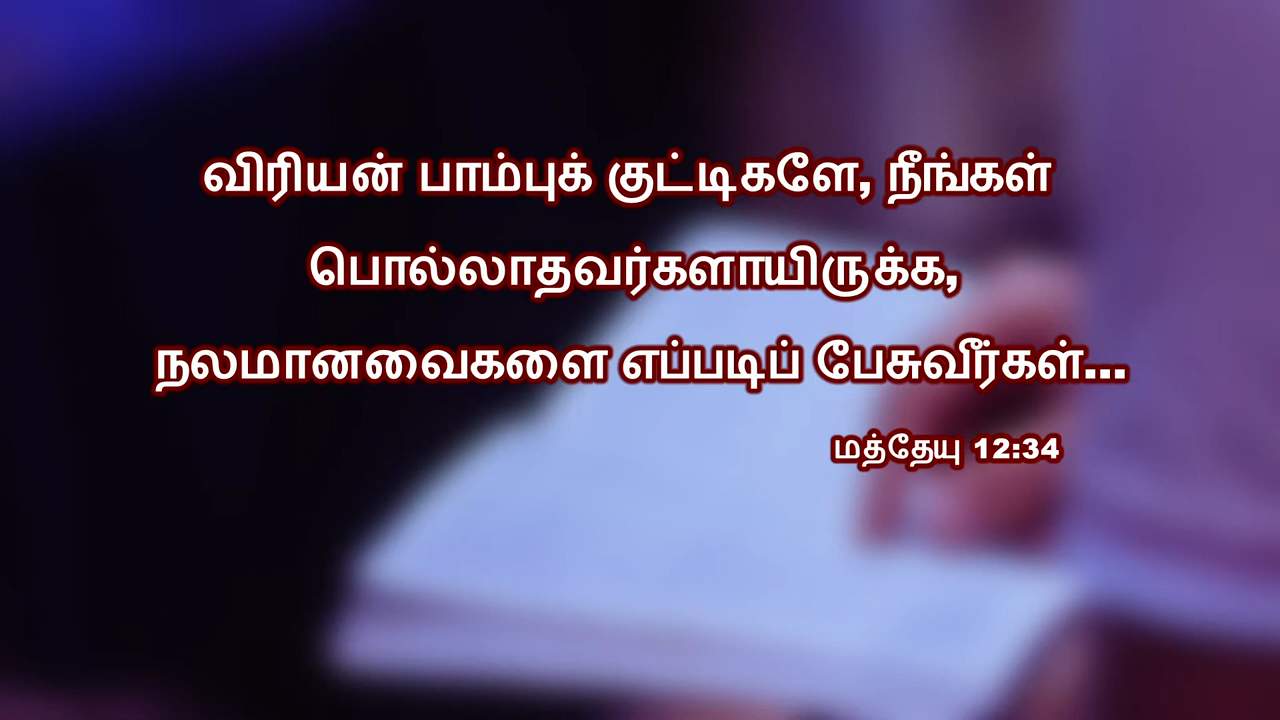 விரியன் பாம்புக் குட்டிகளே, நீங்கள்
பொல்லாதவர்களாயிருக்க,
நலமானவைகளை எப்படிப் பேசுவீர்கள்...
மத்தேயு 12:34